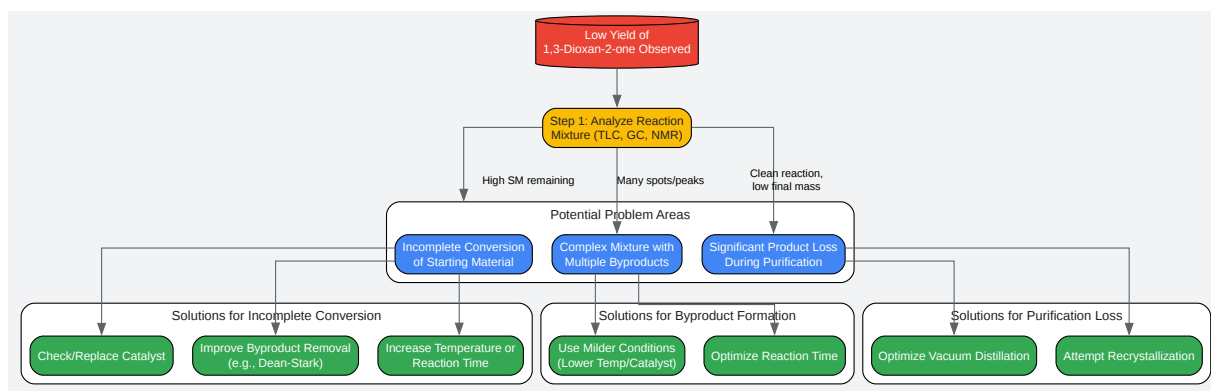 Low Yield of
1,3-Dioxan-2-one Observed
Step 1: Analyze Reaction
Mixture (TLC, GC, NMR)
High SM remaining
Many spots/peaks
Clean reaction,
low final mass
Potential Problem Areas
Incomplete Conversion
of Starting Material
Complex Mixture with
Multiple Byproducts
Significant Product Loss
During Purification
Solutions for Incomplete Conversion
Check/Replace Catalyst
Improve Byproduct Removal
(e.g., Dean-Stark)
Increase Temperature or
Reaction Time
Solutions for Byproduct Formation
Use Milder Conditions
(Lower Temp/Catalyst)
Optimize Reaction Time
Solutions for Purification Loss
Optimize Vacuum Distillation
Attempt Recrystallization